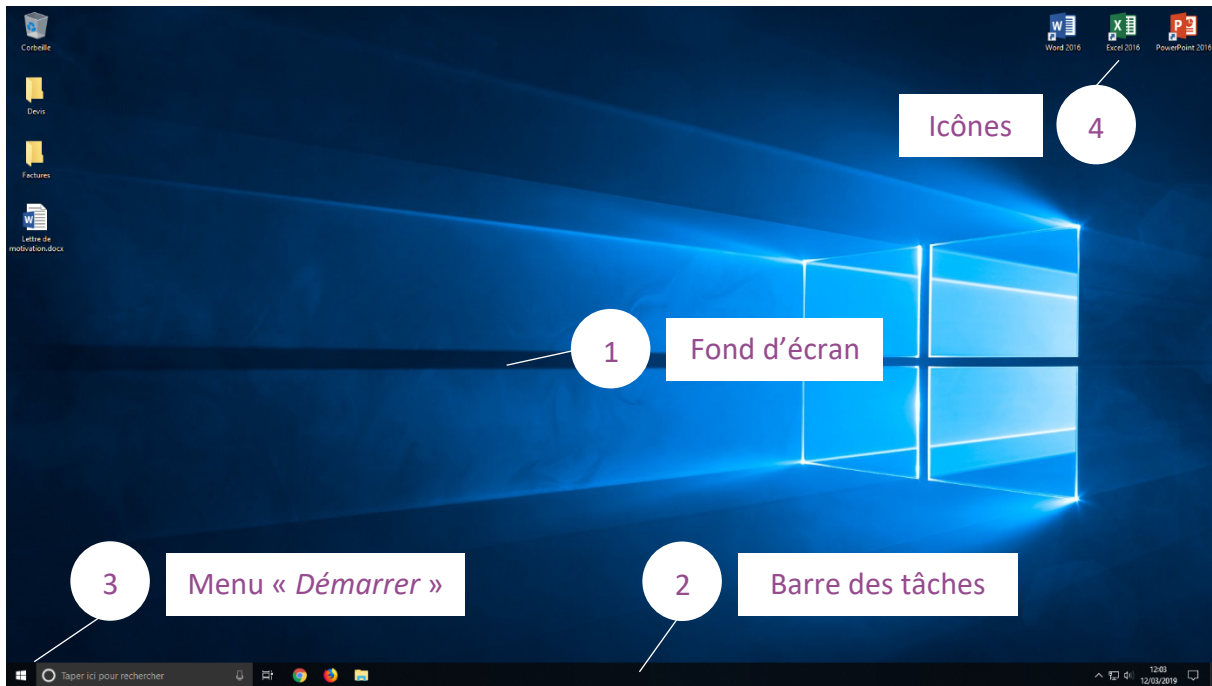 Corbeille
Word 2016
Excel 2016
PowerPoint 2016
Devis
Icônes
4
Factures
Lettre de
motivation.docx
1
Fond d’écran
3
Menu « Démarrer »
2
Barre des tâches
Taper ici pour rechercher
12:03
12/03/2019